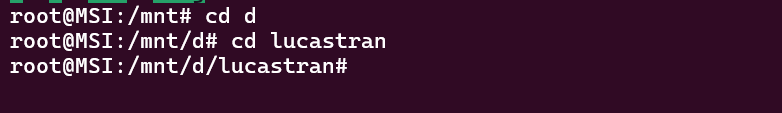 root@MSI:/mnt# cd d
root@MSI:/mnt/d# cd lucastran
root@MSI:/mnt/d/lucastran#